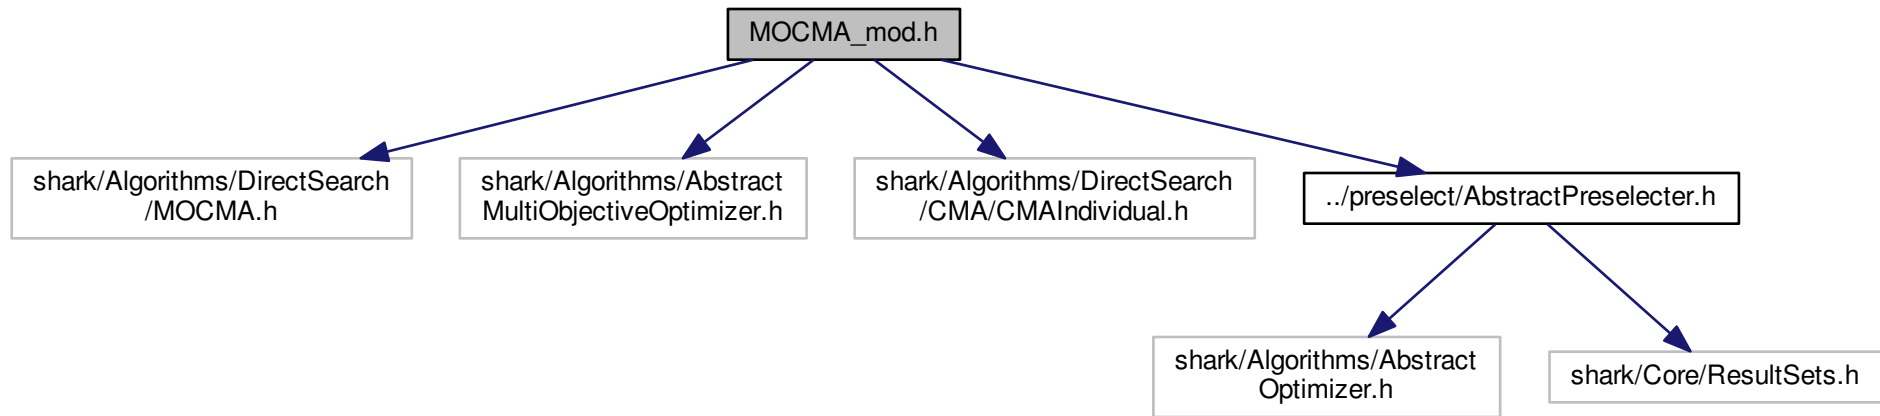 MOCMA_mod.h
shark/Algorithms/DirectSearch
/MOCMA.h
shark/Algorithms/Abstract
MultiObjectiveOptimizer.h
shark/Algorithms/DirectSearch
/CMA/CMAIndividual.h
../preselect/AbstractPreselecter.h
shark/Algorithms/Abstract
Optimizer.h
shark/Core/ResultSets.h